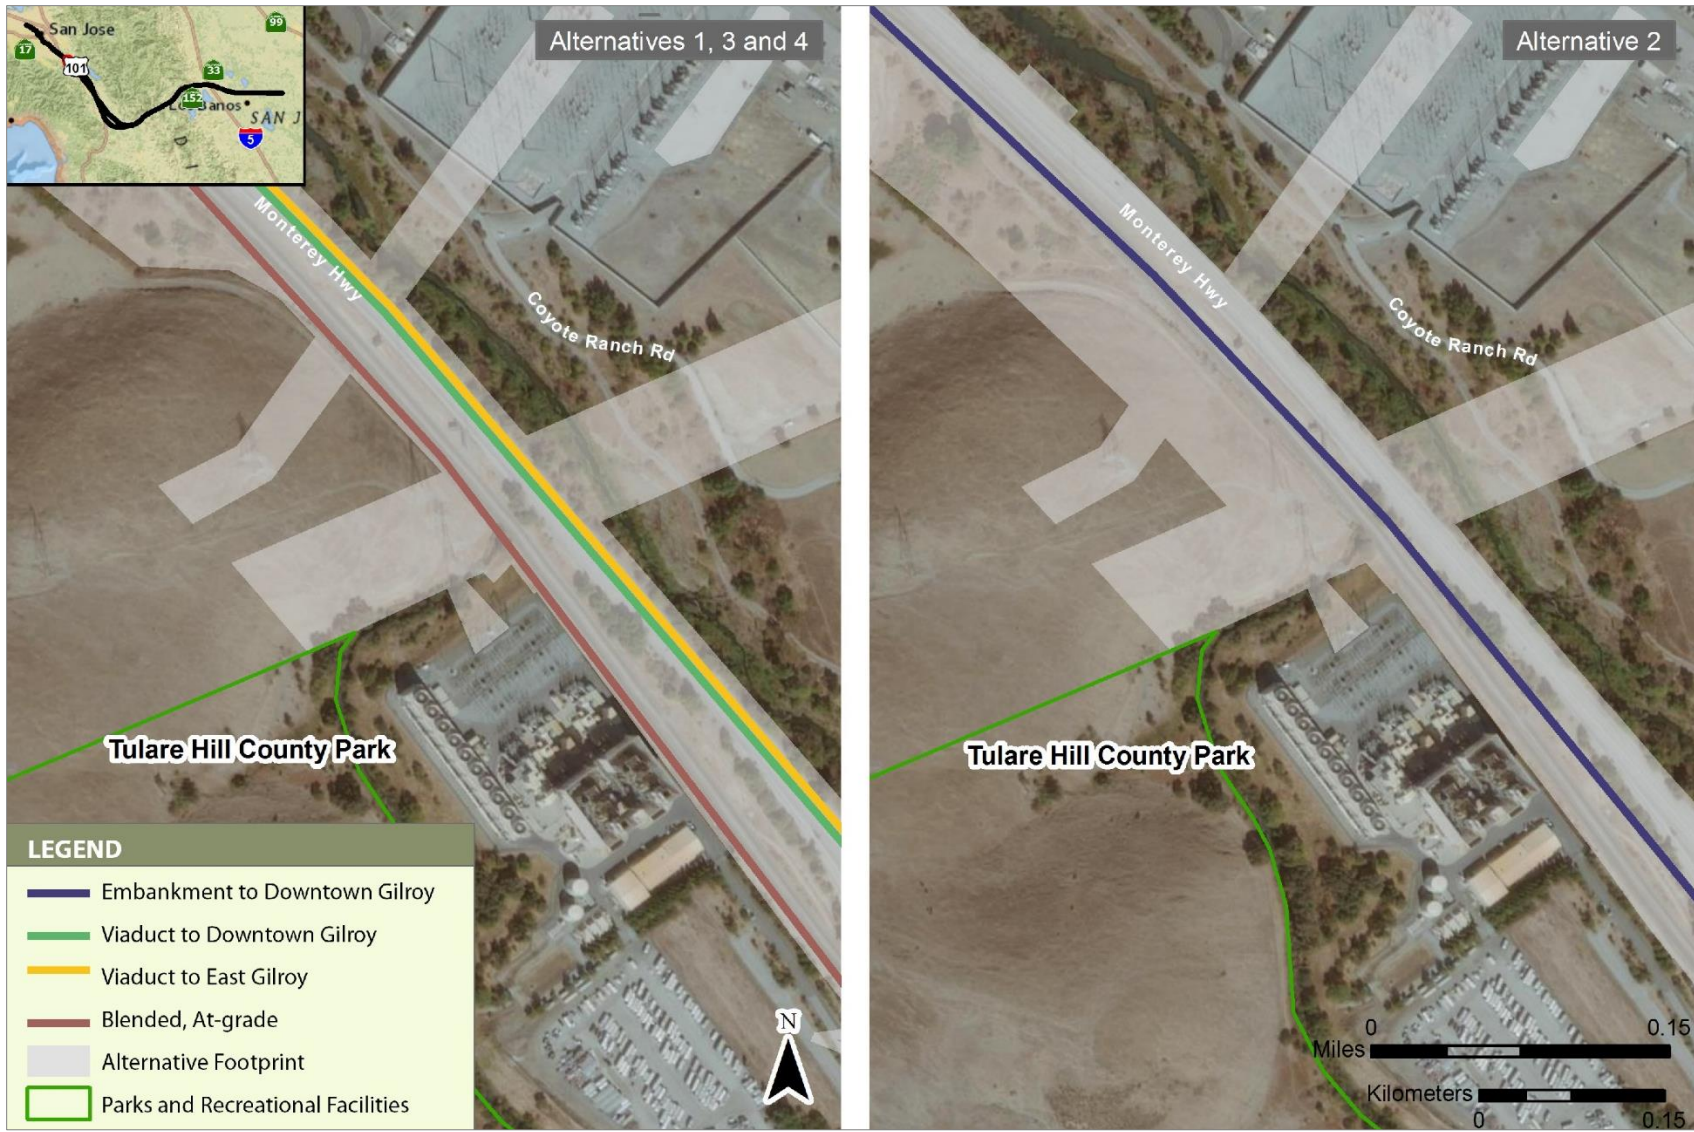 San Jose
17
101
99
33
152
Los Banos
SAN J
5
D I
Alternatives 1, 3 and 4
Monterey Hwy
Coyote Ranch Rd
Tulare Hill County Park
LEGEND
Embankment to Downtown Gilroy
Viaduct to Downtown Gilroy
Viaduct to East Gilroy
Blended, At-grade
Alternative Footprint
Parks and Recreational Facilities
N
Alternative 2
Monterey Hwy
Coyote Ranch Rd
Tulare Hill County Park
0 0.15
Miles
Kilometers
0 0.15